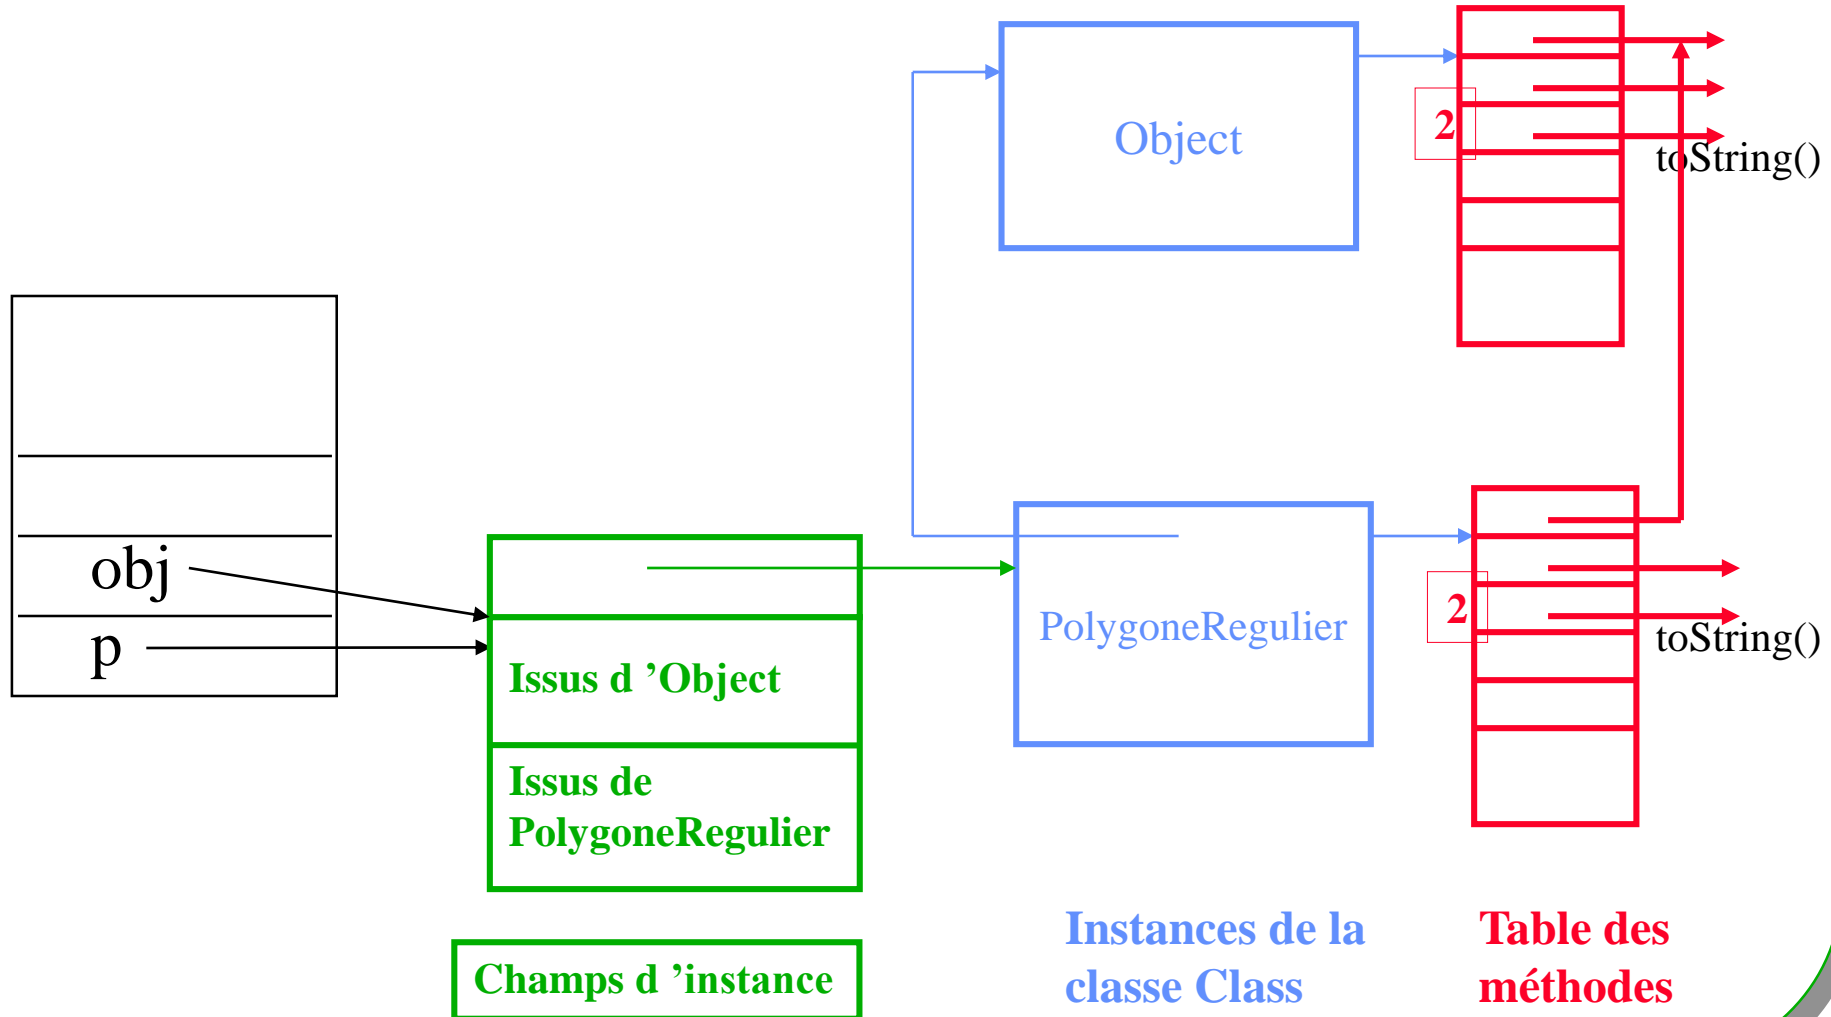 Object
2
toString()
obj
p
Issus d ’Object
Issus de
PolygoneRegulier
PolygoneRegulier
2
toString()
Champs d ’instance
Instances de la
classe Class
Table des
méthodes